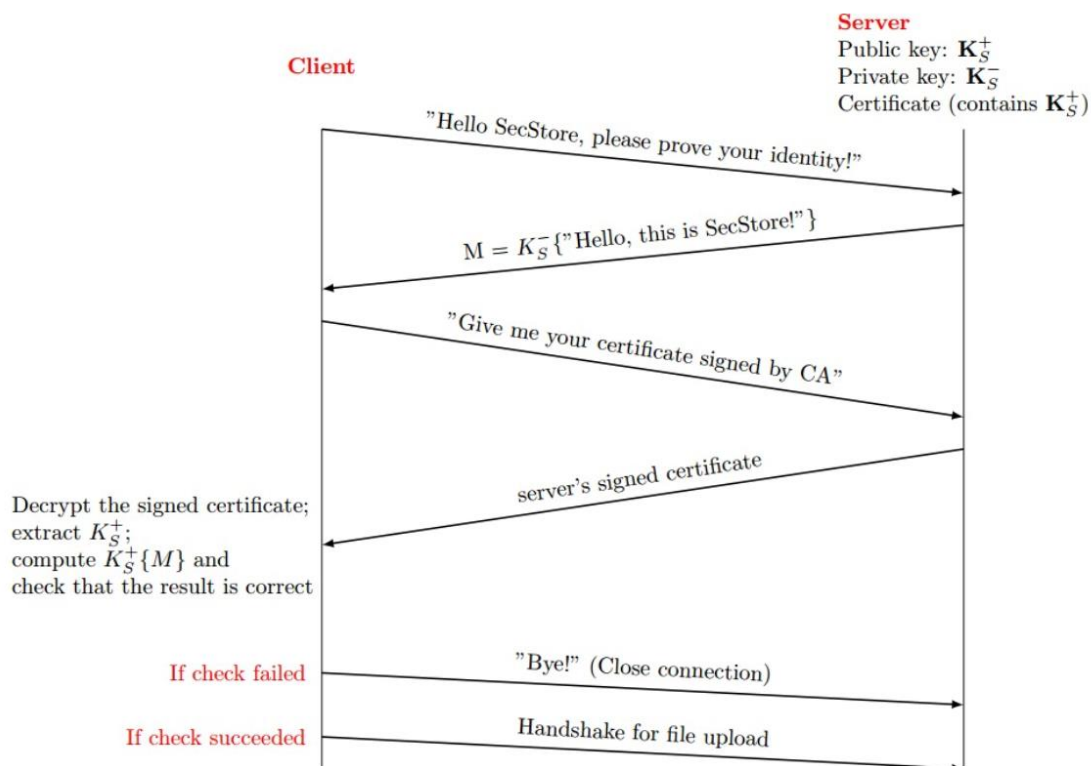 Server
Public key: K_S^+
Private key: K_S^-
Certificate (contains K_S^+)
Client
”Hello SecStore, please prove your identity!”
M = K_S^-{”Hello, this is SecStore!”}
”Give me your certificate signed by CA”
server’s signed certificate
Decrypt the signed certificate;
extract K_S^+;
compute K_S^+{M} and
check that the result is correct
If check failed
”Bye!” (Close connection)
If check succeeded
Handshake for file upload